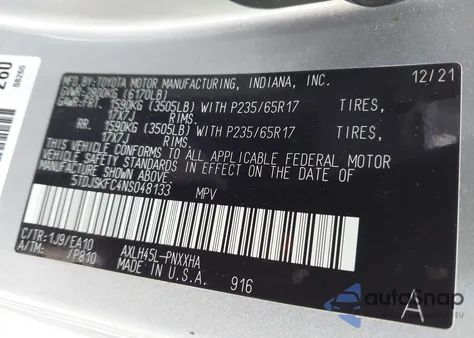 260
08260
MFD. BY: TOYOTA MOTOR MANUFACTURING, INDIANA, INC. 12/21
GVWR: 2800KG (6170LB)
GAWR: FRT. 1590KG (3505LB) WITH P235/65R17 TIRES,
17X7J RIMS.
RR. 1590KG (3505LB) WITH P235/65R17 TIRES,
17X7J RIMS.
THIS VEHICLE CONFORMS TO ALL APPLICABLE FEDERAL MOTOR
VEHICLE SAFETY STANDARDS IN EFFECT ON THE DATE OF
MANUFACTURE SHOWN ABOVE.
5TDJSKFC4NS048133 MPV
C/TR: 1J9/EA10 AXLH45L-PNXXHA
A/TM: /P810 MADE IN U.S.A. 916 A
autoSnap